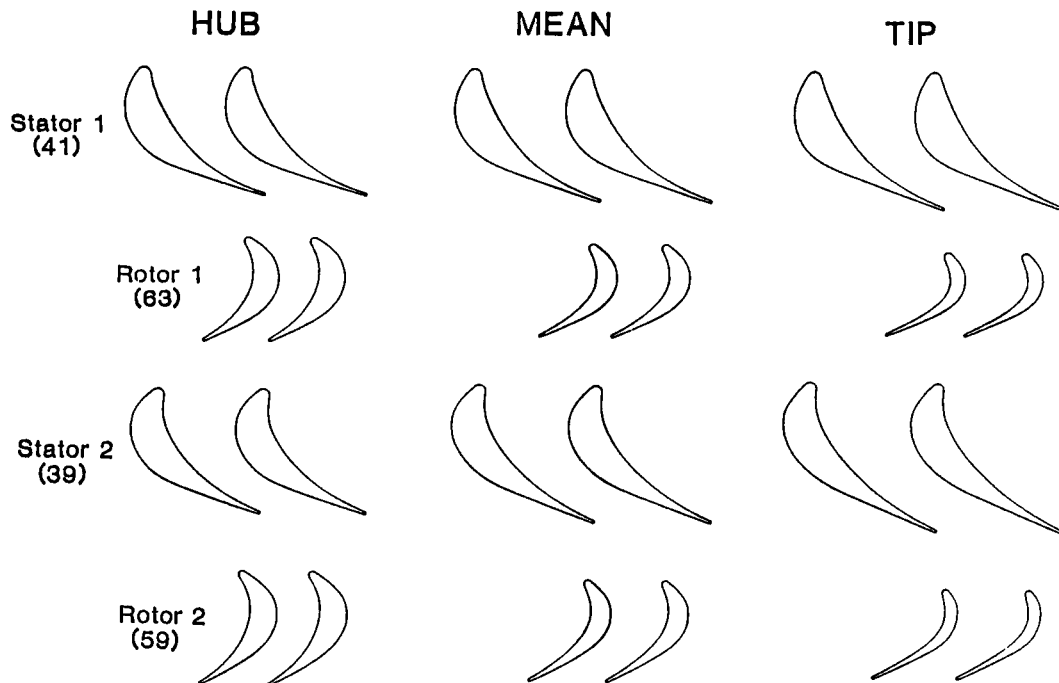 HUB MEAN TIP
Stator 1
(41)
Rotor 1
(63)
Stator 2
(39)
Rotor 2
(59)